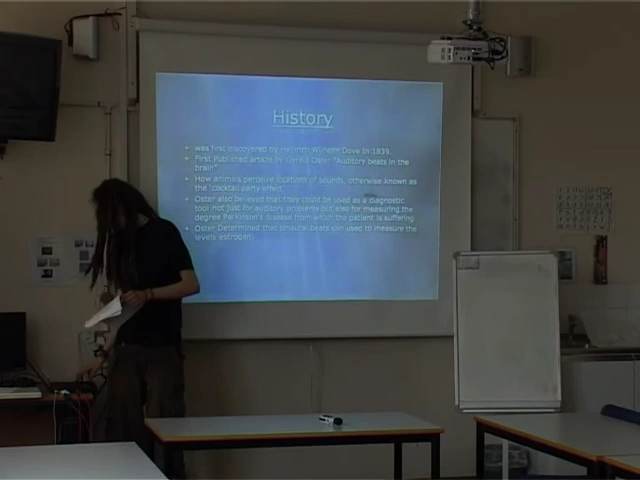 History
was first discovered by Heinrich Wilhelm Dove in 1839.
First Published article by Gerald Oster "Auditory beats in the
brain"
How animals perceive locations of sounds, otherwise known as
the 'cocktail party effect'
Oster also believed that they could be used as a diagnostic
tool not just for auditory problems but also for measuring the
degree Parkinson's disease from which the patient is suffering
Oster Determined that binaural beats can used to measure the
levels estrogen.